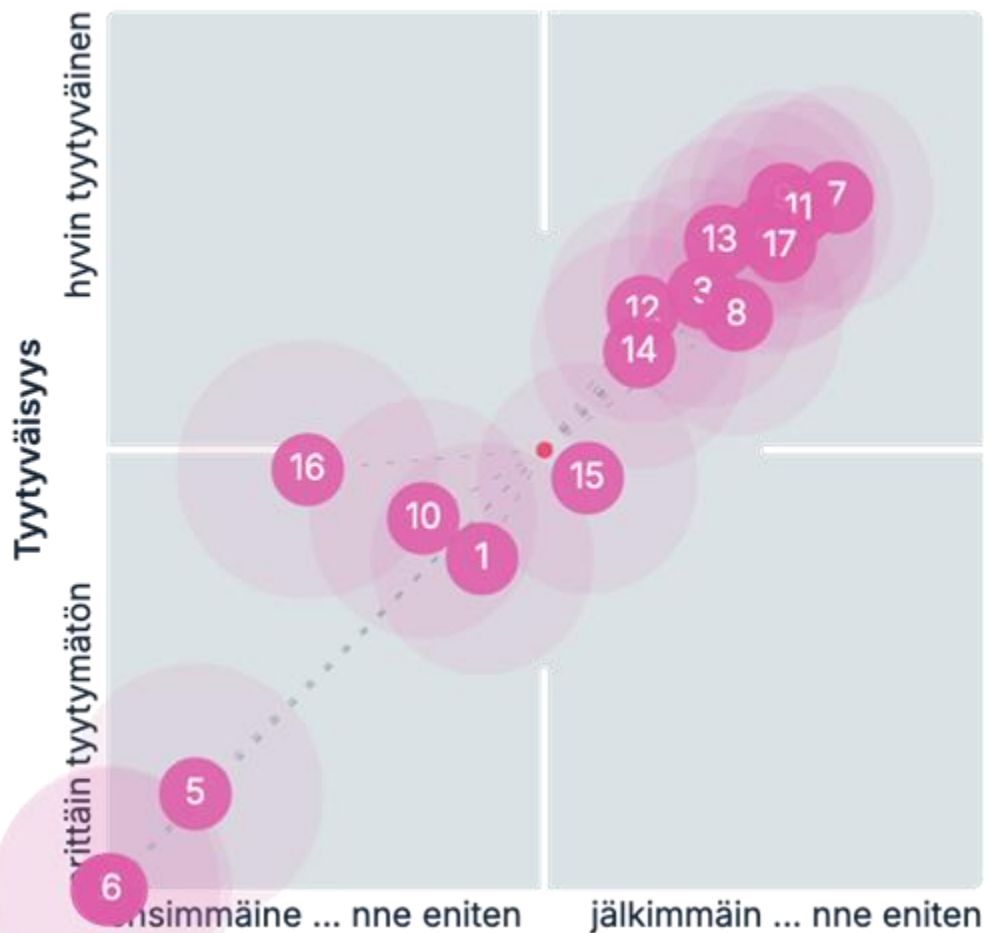 hyvin tyytyväinen
Tyytyväisyys
erittäin tyytymätön
7
11
13
17
3
12
8
14
16
15
10
1
5
6
ensimmäine ... nne eniten
jälkimmäin ... nne eniten